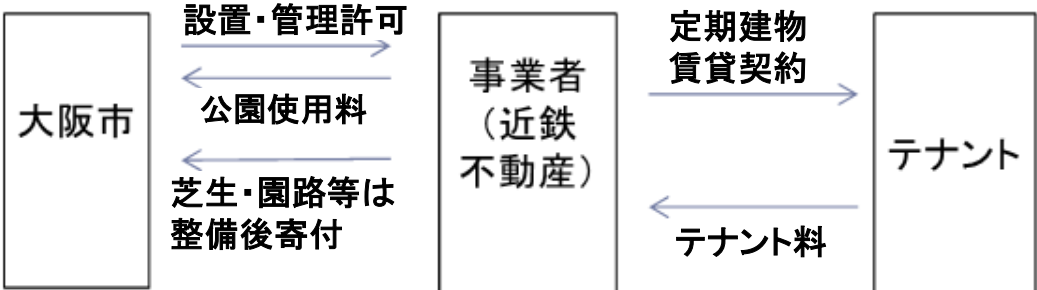 設置・管理許可
公園使用料
芝生・園路等は
整備後寄付
大阪市
事業者
（近鉄
不動産）
定期建物
賃貸契約
テナント料
テナント